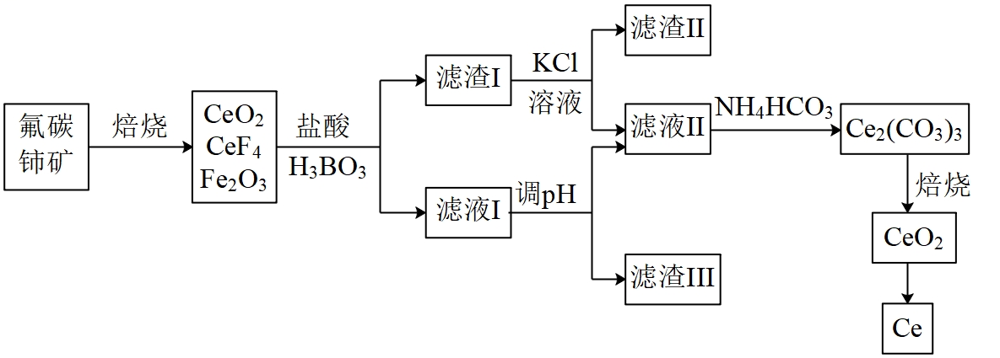 氟碳
铈矿
焙烧
CeO2
CeF4
Fe2O3
盐酸
H3BO3
滤渣I
滤液I
KCl
溶液
调pH
滤渣II
滤液II
滤渣III
NH4HCO3
Ce2(CO3)3
焙烧
CeO2
Ce